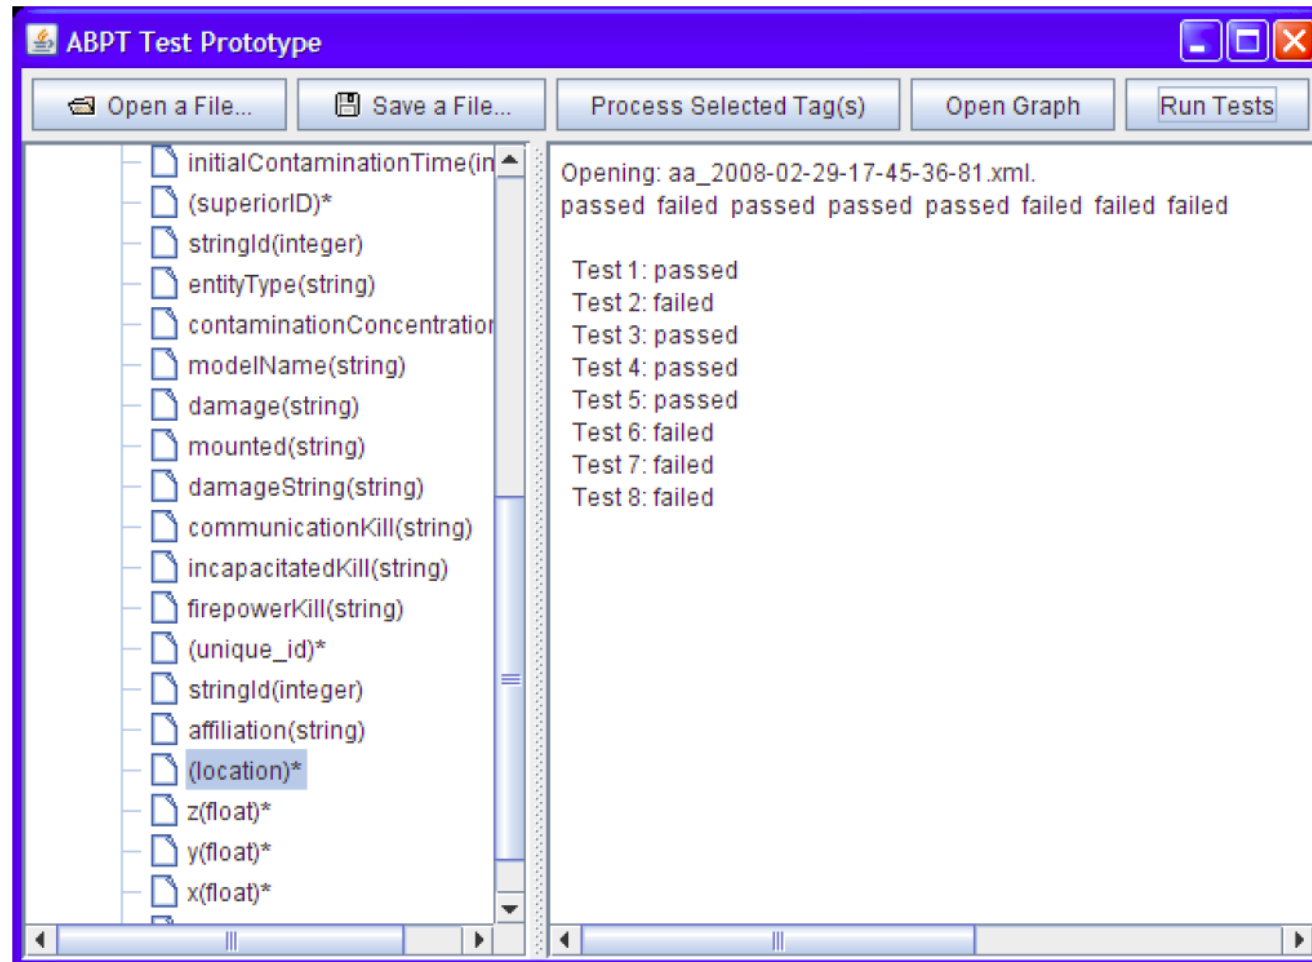 ABPT Test Prototype
Open a File... Save a File... Process Selected Tag(s) Open Graph Run Tests
initialContaminationTime(in
(superiorID)*
stringId(integer)
entityType(string)
contaminationConcentration
modelName(string)
damage(string)
mounted(string)
damageString(string)
communicationKill(string)
incapacitatedKill(string)
firepowerKill(string)
(unique_id)*
stringId(integer)
affiliation(string)
(location)*
z(float)*
y(float)*
x(float)*
Opening: aa_2008-02-29-17-45-36-81.xml.
passed failed passed passed passed failed failed failed
Test 1: passed
Test 2: failed
Test 3: passed
Test 4: passed
Test 5: passed
Test 6: failed
Test 7: failed
Test 8: failed